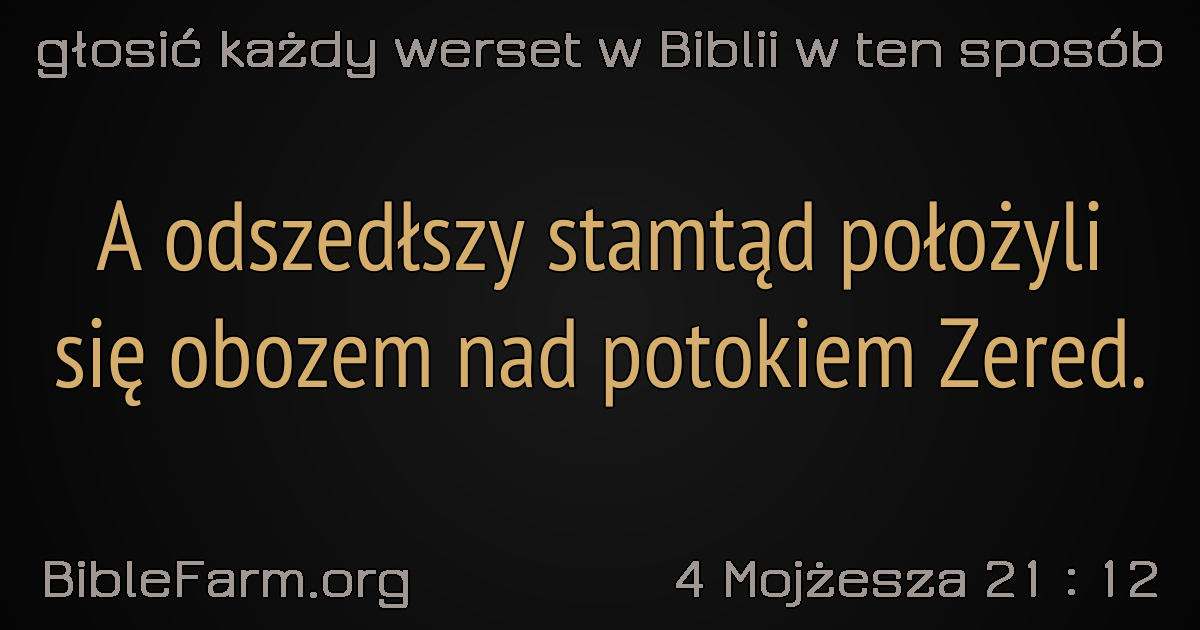 głosić każdy werset w Biblii w ten sposób
A odszedłszy stamtąd położyli
się obozem nad potokiem Zered.
BibleFarm.org
4 Mojżesza 21 : 12